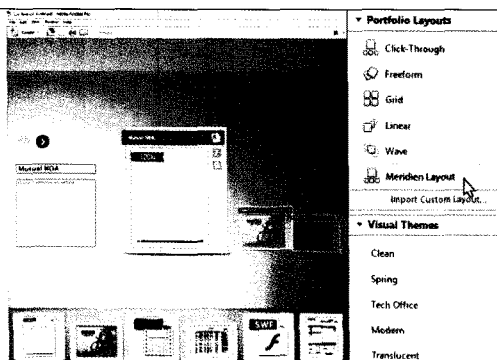 Portfolio Layouts
Click-Through
Freeform
Grid
Linear
Wave
Meridien Layout
Import Custom Layout...
Visual Themes
Clean
Spring
Tech Office
Modern
Translucent
Mutual NDA
SWF